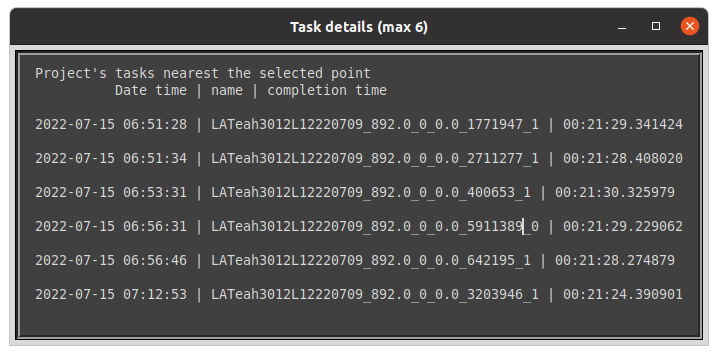 Task details (max 6)
Project's tasks nearest the selected point
Date time | name | completion time
2022-07-15 06:51:28 | LATeah3012L12220709_892.0_0_0.0_1771947_1 | 00:21:29.341424
2022-07-15 06:51:34 | LATeah3012L12220709_892.0_0_0.0_2711277_1 | 00:21:28.408020
2022-07-15 06:53:31 | LATeah3012L12220709_892.0_0_0.0_400653_1 | 00:21:30.325979
2022-07-15 06:56:31 | LATeah3012L12220709_892.0_0_0.0_5911389_0 | 00:21:29.229062
2022-07-15 06:56:46 | LATeah3012L12220709_892.0_0_0.0_642195_1 | 00:21:28.274879
2022-07-15 07:12:53 | LATeah3012L12220709_892.0_0_0.0_3203946_1 | 00:21:24.390901